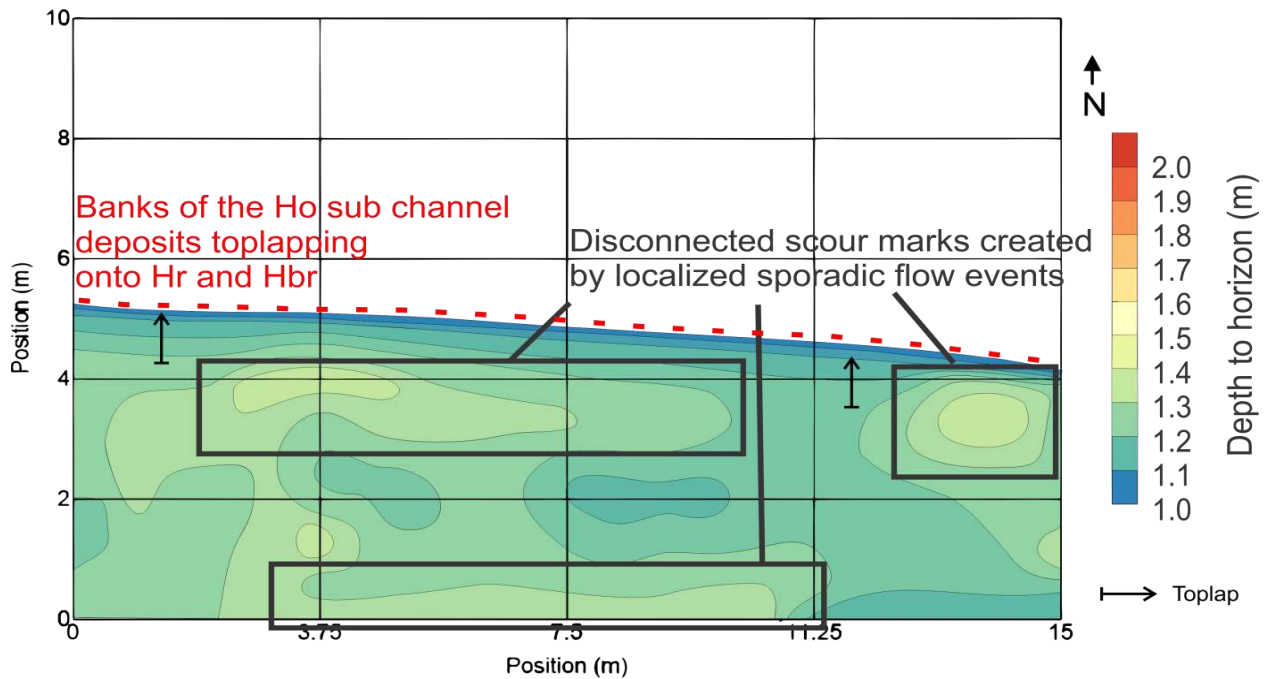 10
8
6
4
2
0
Position (m)
Banks of the Ho sub channel
deposits toplapping
onto Hr and Hbr
Disconnected scour marks created
by localized sporadic flow events
0
3.75
7.5
11.25
15
Position (m)
N
2.0
1.9
1.8
1.7
1.6
1.5
1.4
1.3
1.2
1.1
1.0
Depth to horizon (m)
Toplap